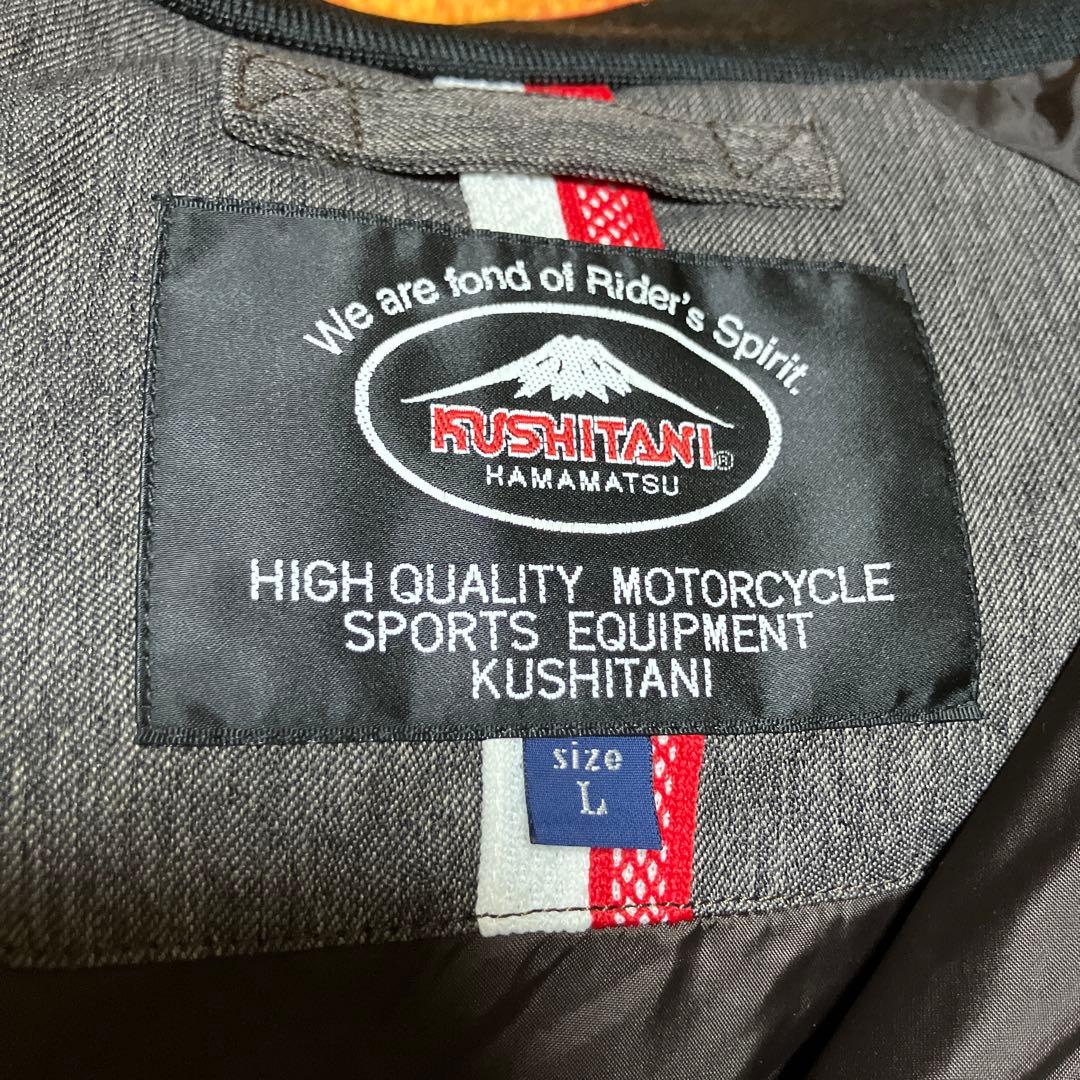 We are fond of Rider's Spirit.
KUSHITANI®
HAMAMATSU
HIGH QUALITY MOTORCYCLE
SPORTS EQUIPMENT
KUSHITANI
size
L